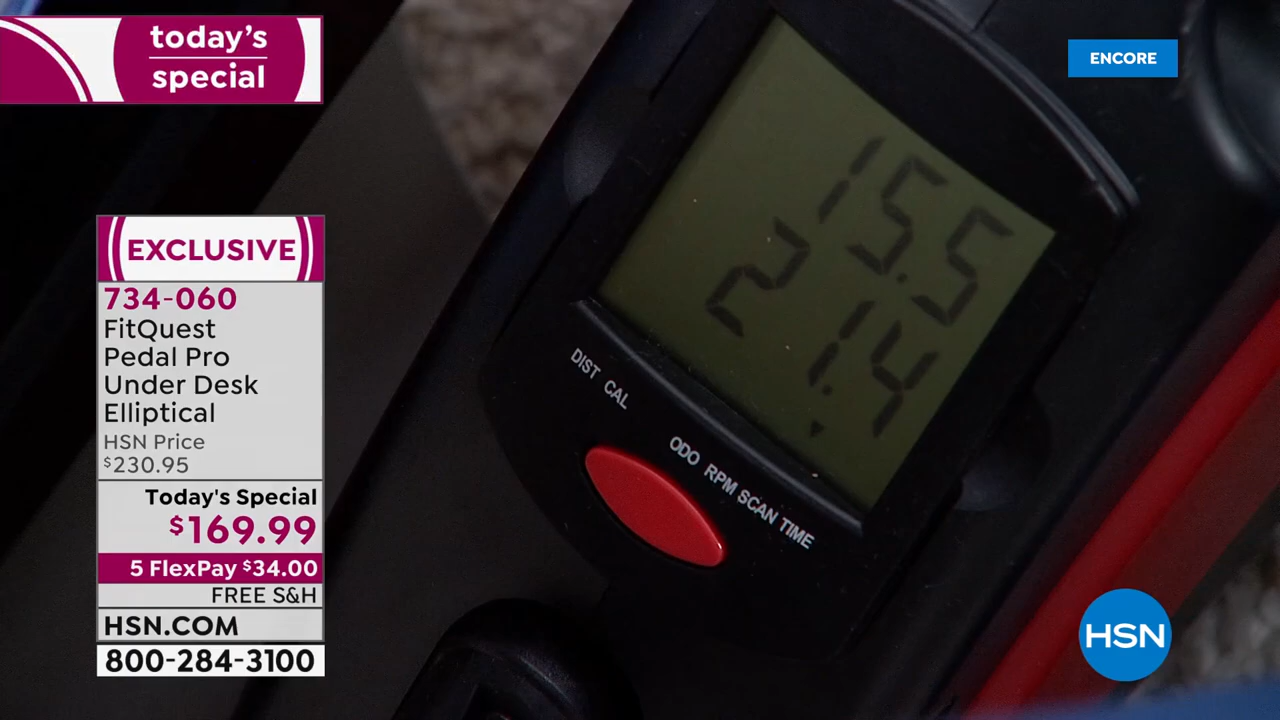 today's
special
ENCORE
EXCLUSIVE
734-060
FitQuest
Pedal Pro
Under Desk
Elliptical
HSN Price
$230.95
Today's Special
$169.99
5 FlexPay $34.00
FREE S&H
HSN.COM
800-284-3100
15.5
21.4
DIST CAL
ODO RPM SCAN TIME
HSN